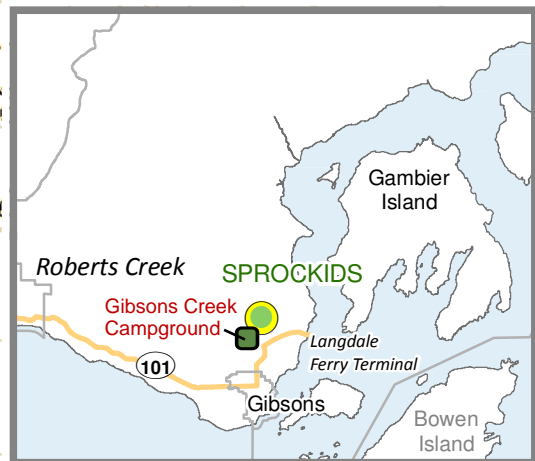 Gambier
Island
Roberts Creek
SPROCKIDS
Gibsons Creek
Campground
Langdale
Ferry Terminal
101
Gibsons
Bowen
Island